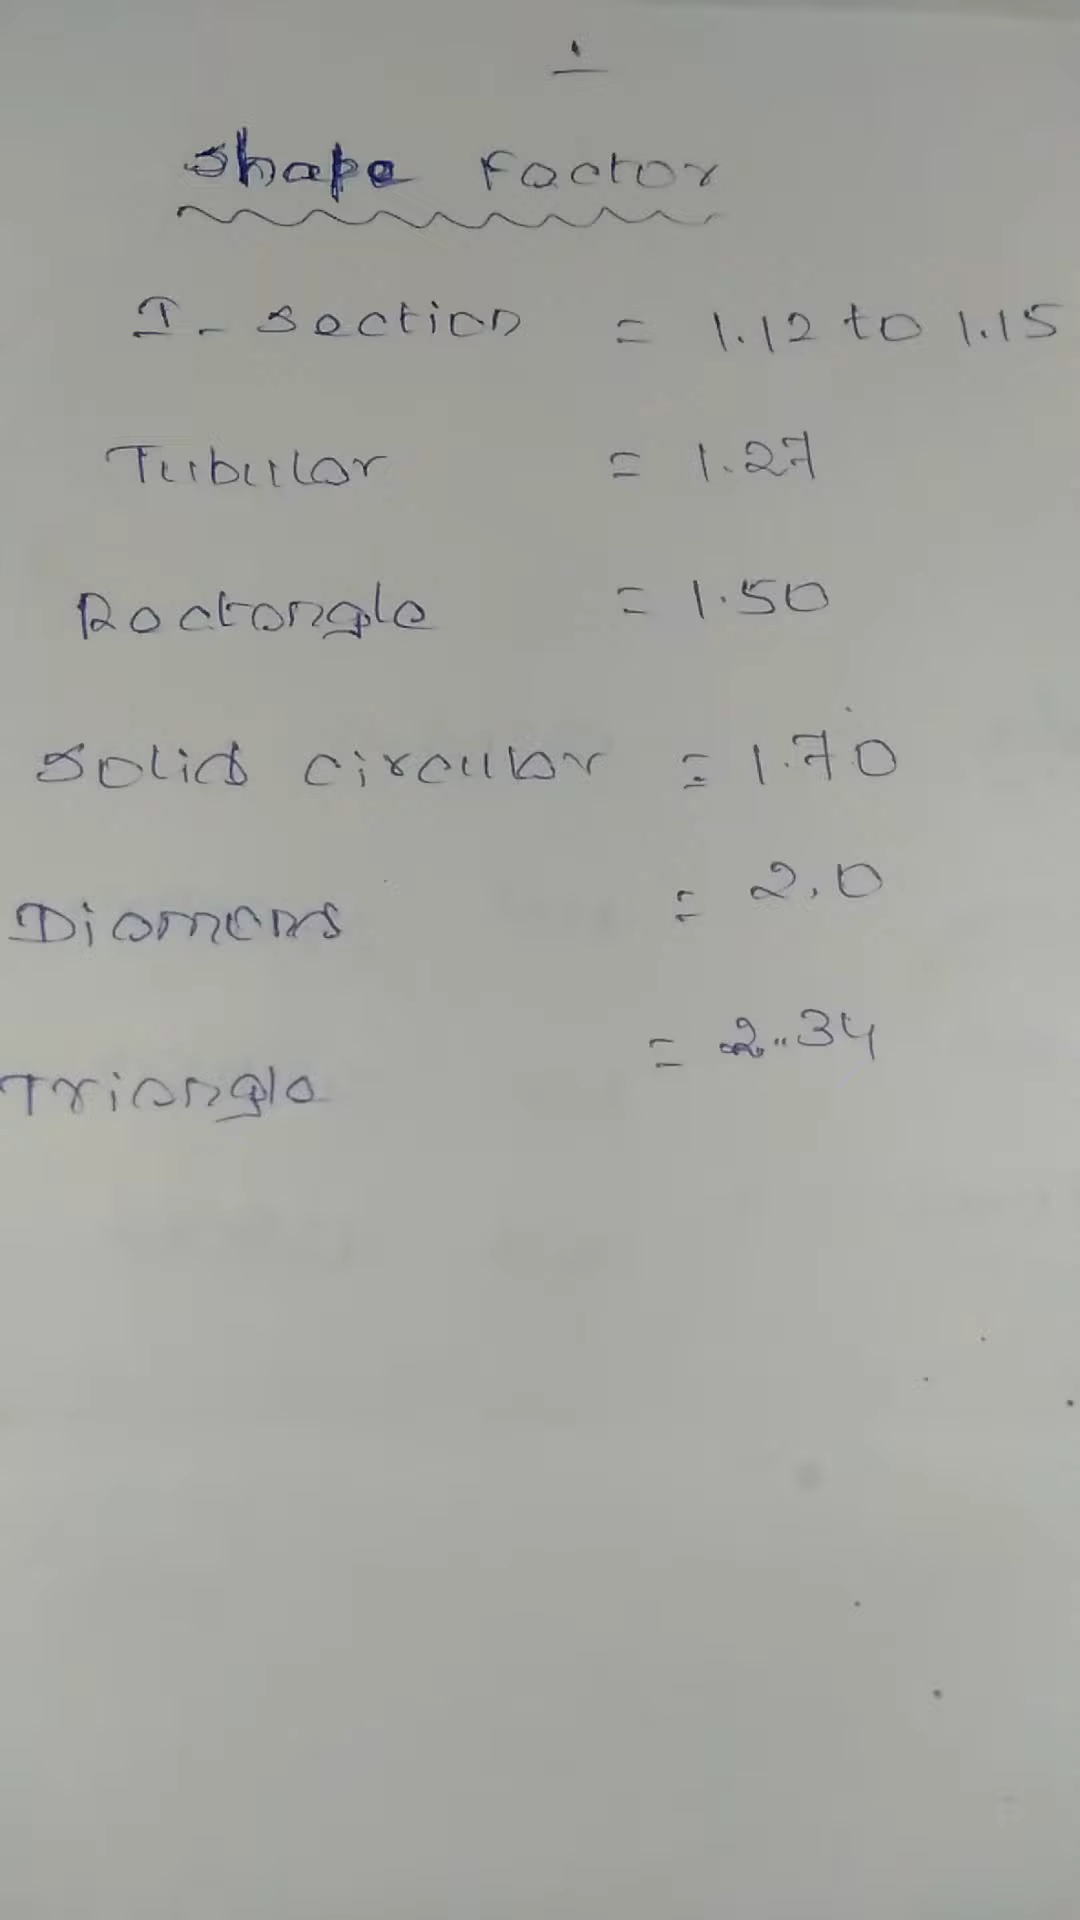 1
Shape Factor
I - section = 1.12 to 1.15
Tubular = 1.27
Rectangle = 1.50
Solid circular = 1.70
Diamond = 2.0
Triangle = 2.34